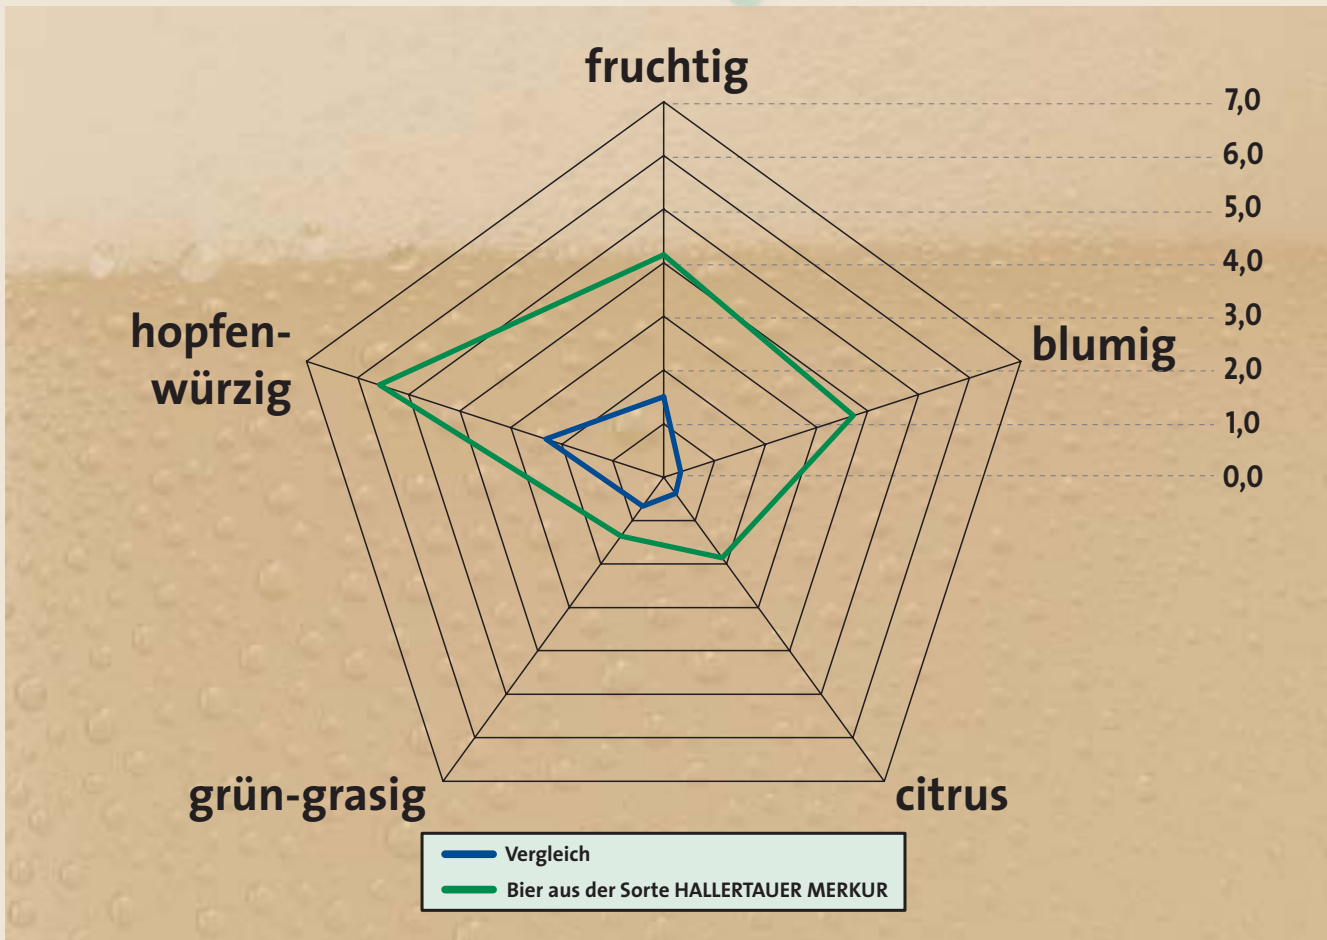 fruchtig
7,0
6,0
5,0
4,0
3,0
2,0
1,0
0,0
hopfen-
würzig
blumig
grün-grasig
citrus
Vergleich
Bier aus der Sorte HALLERTAUER MERKUR